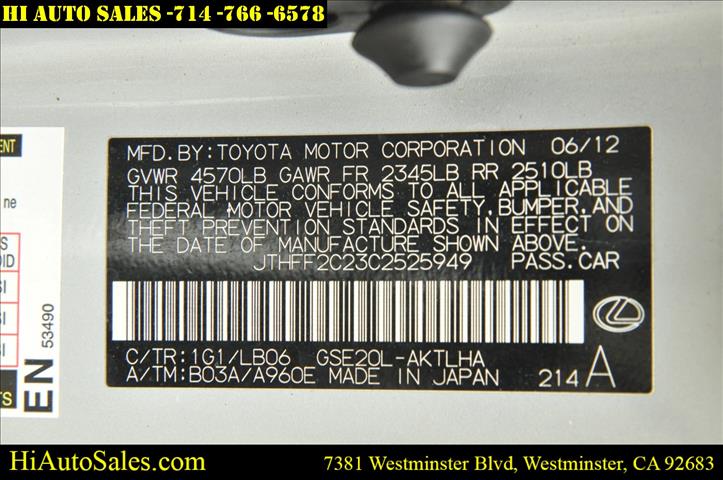 HI AUTO SALES -714 -766 -6578
MFD.BY:TOYOTA MOTOR CORPORATION 06/12
GVWR 4570LB GAWR FR 2345LB RR 2510LB
THIS VEHICLE CONFORMS TO ALL APPLICABLE
FEDERAL MOTOR VEHICLE SAFETY,BUMPER,AND
THEFT PREVENTION STANDARDS IN EFFECT ON
THE DATE OF MANUFACTURE SHOWN ABOVE.
JTHFF2C23C2525949 PASS.CAR
C/TR:1G1/LB06 GSE20L-AKTLHA
A/TM:B03A/A960E MADE IN JAPAN 214 A
ne
EN 53490
HiAutoSales.com
7381 Westminster Blvd, Westminster, CA 92683